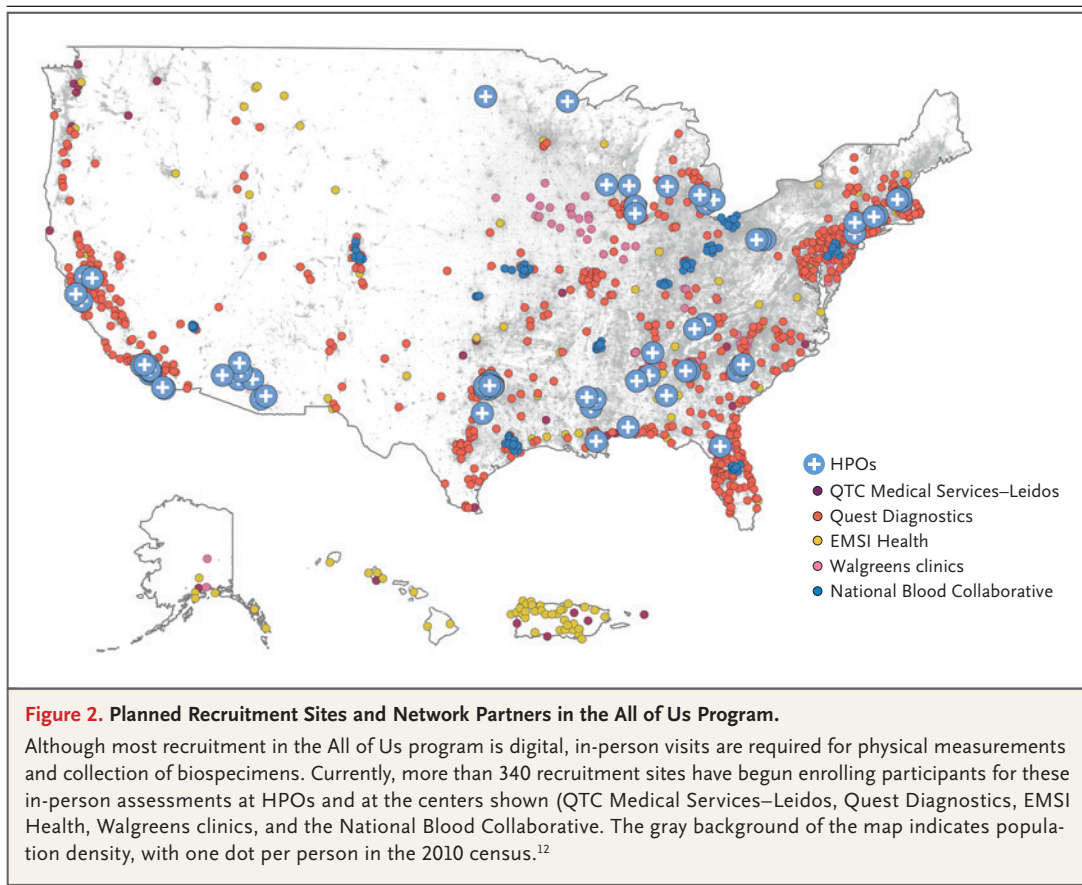 HPOs
QTC Medical Services–Leidos
Quest Diagnostics
EMSI Health
Walgreens clinics
National Blood Collaborative
Figure 2. Planned Recruitment Sites and Network Partners in the All of Us Program.
Although most recruitment in the All of Us program is digital, in-person visits are required for physical measurements
and collection of biospecimens. Currently, more than 340 recruitment sites have begun enrolling participants for these
in-person assessments at HPOs and at the centers shown (QTC Medical Services–Leidos, Quest Diagnostics, EMSI
Health, Walgreens clinics, and the National Blood Collaborative. The gray background of the map indicates popula-
tion density, with one dot per person in the 2010 census.12